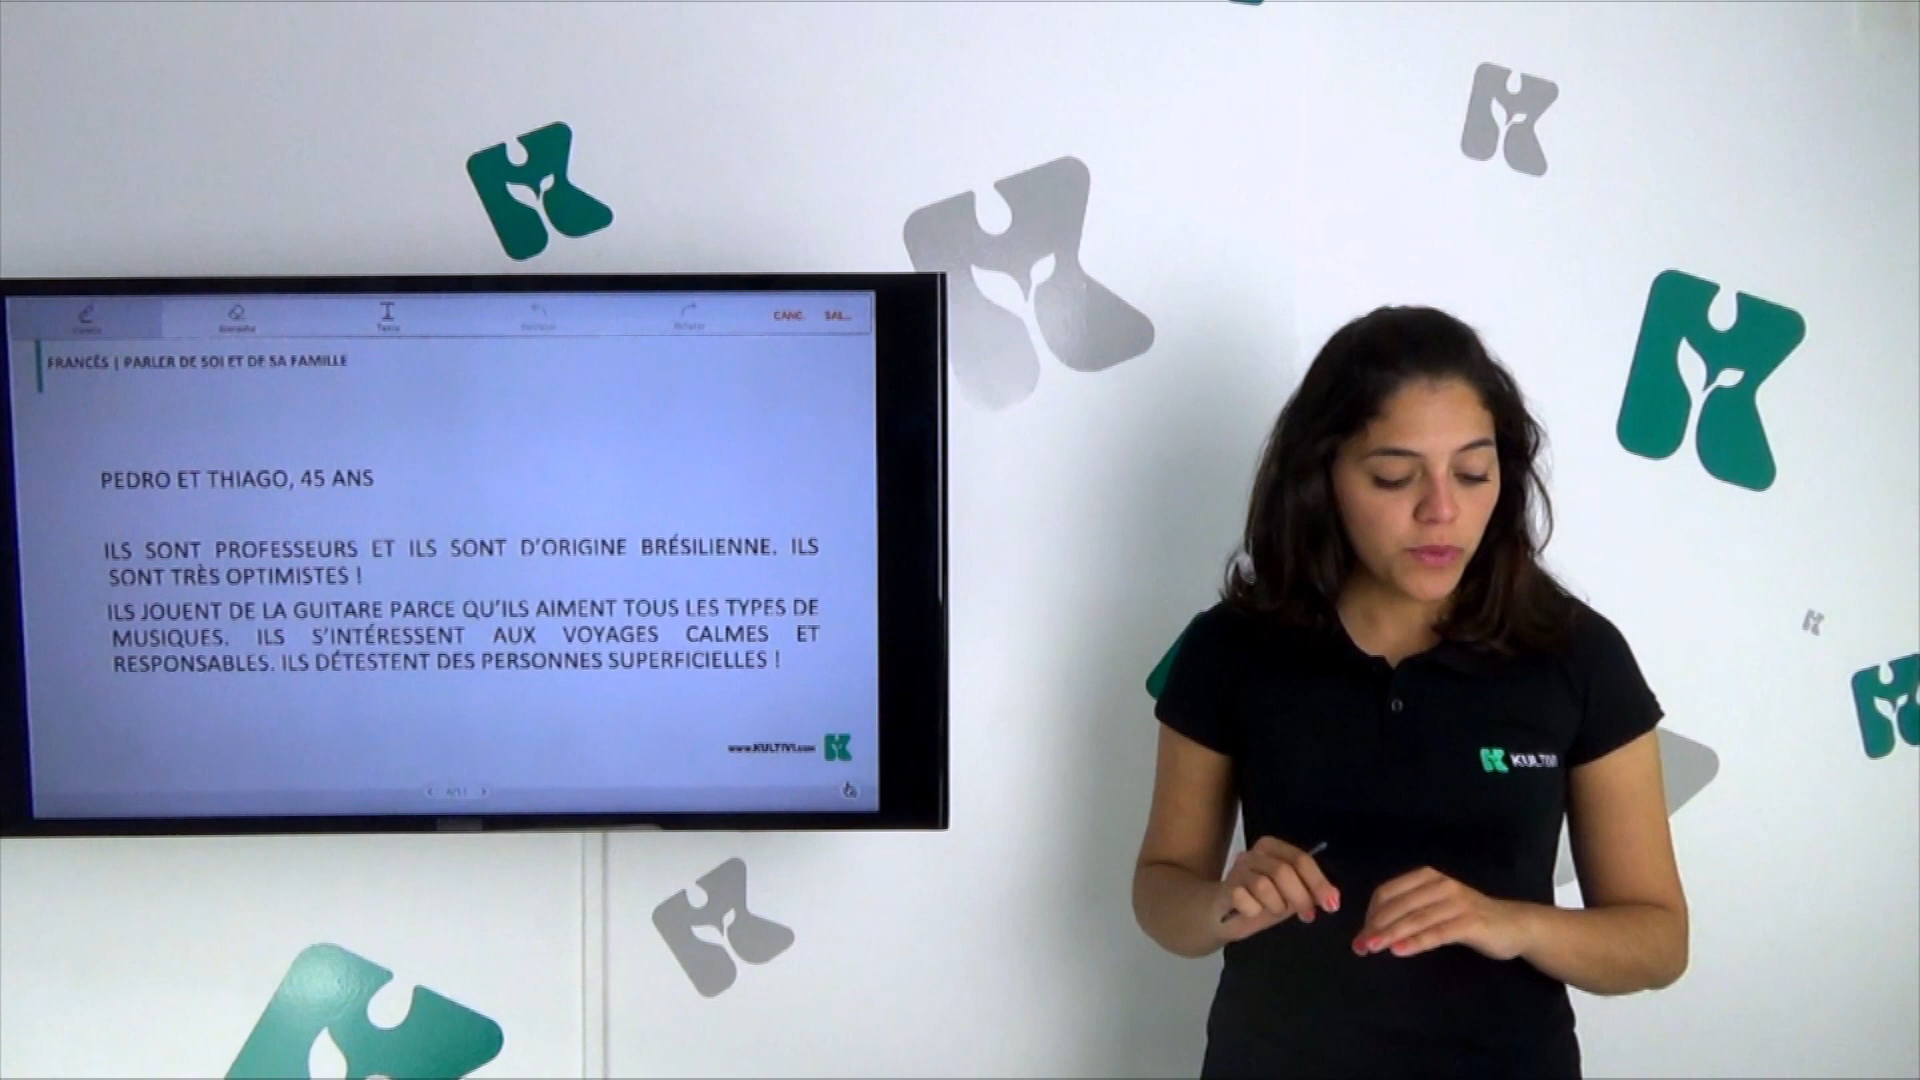 Texto
CANC. SAL...
FRANCÊS | PARLER DE SOI ET DE SA FAMILLE
PEDRO ET THIAGO, 45 ANS
ILS SONT PROFESSEURS ET ILS SONT D'ORIGINE BRÉSILIENNE. ILS
SONT TRÈS OPTIMISTES !
ILS JOUENT DE LA GUITARE PARCE QU'ILS AIMENT TOUS LES TYPES DE
MUSIQUES. ILS S'INTÉRESSENT AUX VOYAGES CALMES ET
RESPONSABLES. ILS DÉTESTENT DES PERSONNES SUPERFICIELLES !
www.KULTIVI.com
KULTIVI